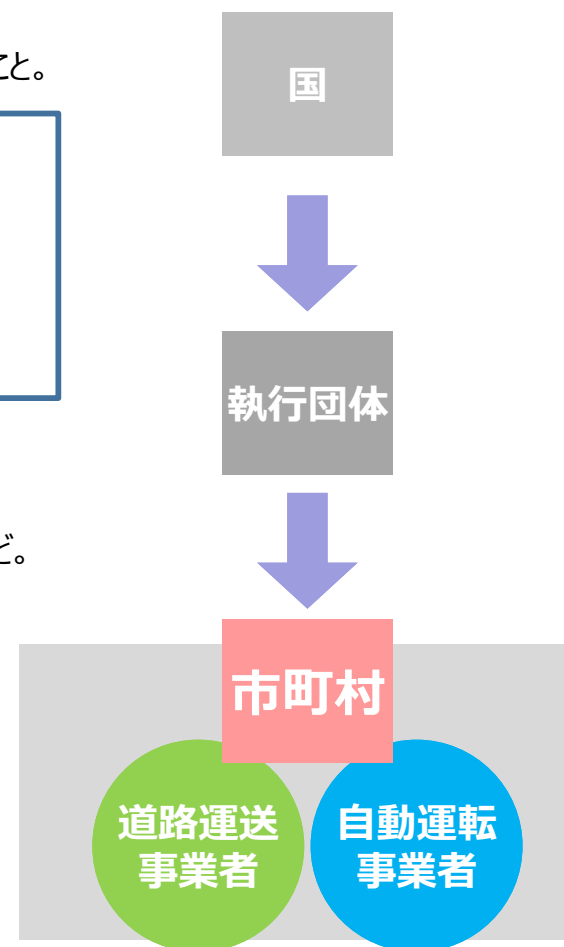 こと。
国
執行団体
ど。
市町村
道路運送
事業者
自動運転
事業者